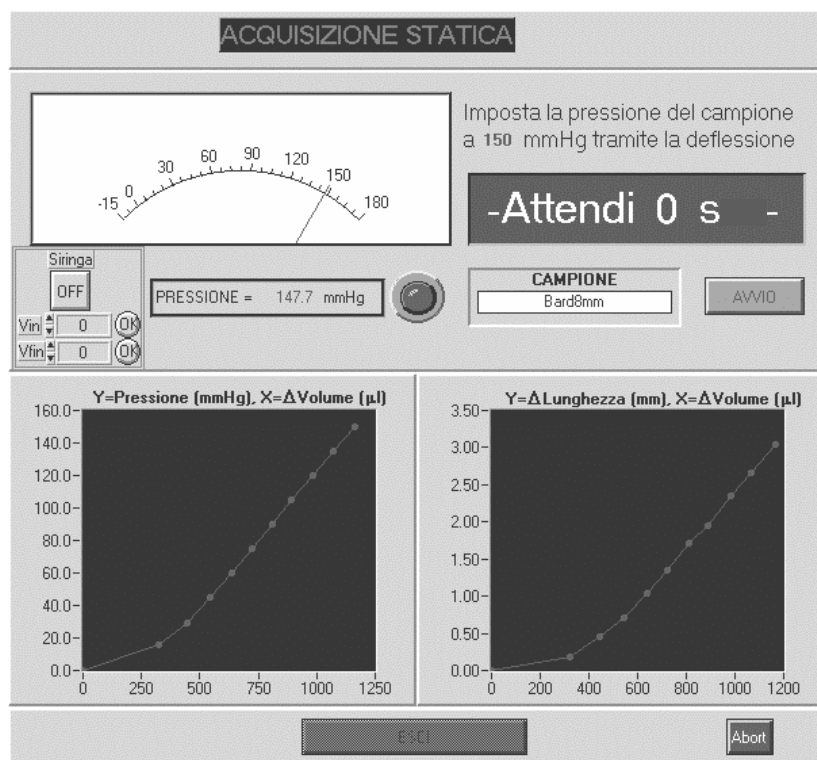 ACQUISIZIONE STATICA
Imposta la pressione del campione
a 150 mmHg tramite la deflessione
-15 0 30 60 90 120 150 180
-Attendi 0 s -
Siringa
OFF
Vin 0 OK
Vfin 0 OK
PRESSIONE = 147.7 mmHg
CAMPIONE
Bard8mm
AVVIO
Y=Pressione (mmHg), X=ΔVolume (µl)
160.0
140.0
120.0
100.0
80.0
60.0
40.0
20.0
0.0
0 250 500 750 1000 1250
Y=ΔLunghezza (mm), X=ΔVolume (µl)
3.50
3.00
2.50
2.00
1.50
1.00
0.50
0.00
0 200 400 600 800 1000 1200
ESCI
Abort